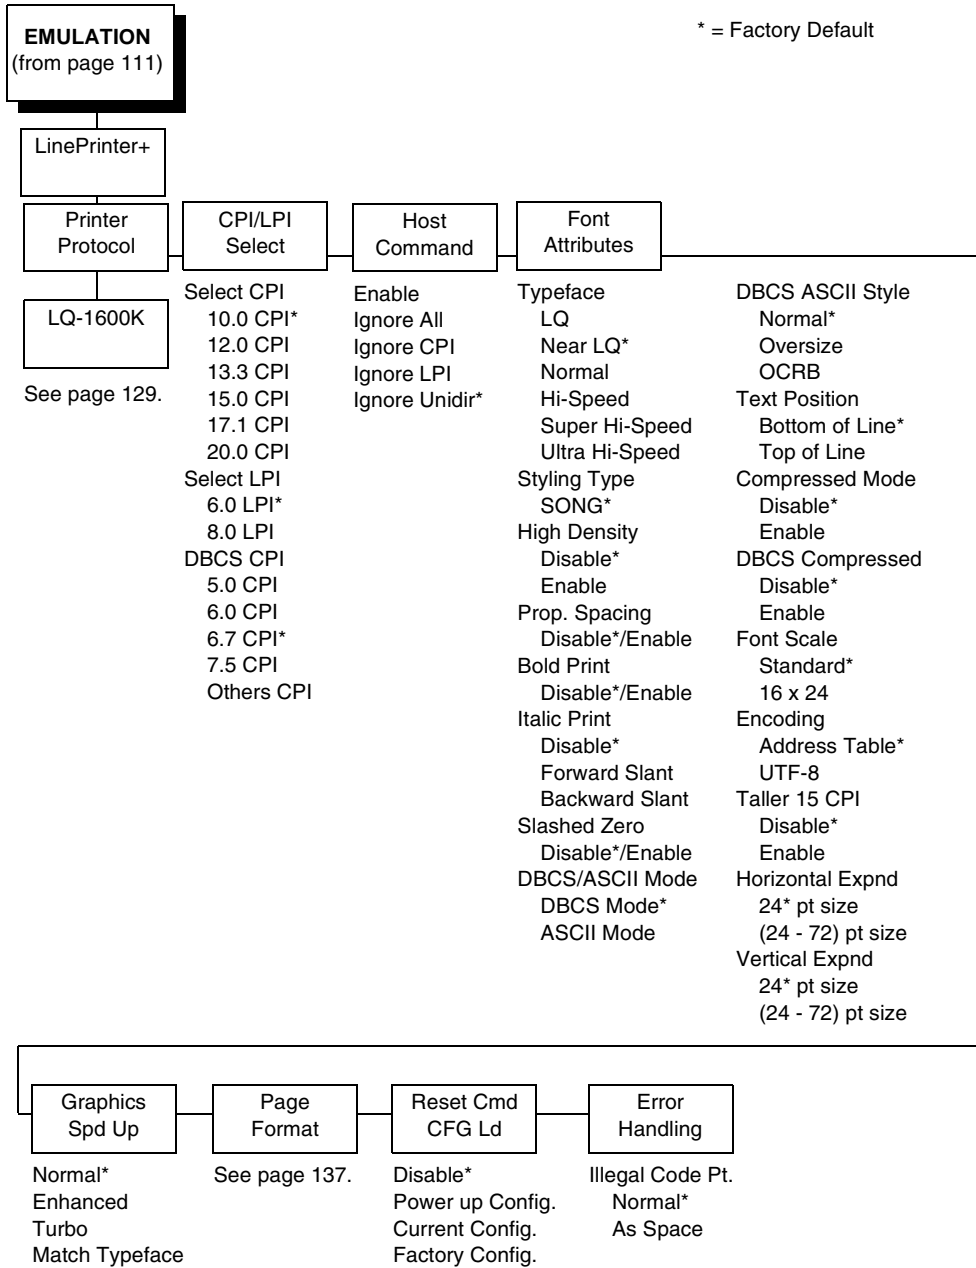 EMULATION
(from page 111)
* = Factory Default
LinePrinter+
Printer
Protocol
LQ-1600K
See page 129.
CPI/LPI
Select
Select CPI
10.0 CPI*
12.0 CPI
13.3 CPI
15.0 CPI
17.1 CPI
20.0 CPI
Select LPI
6.0 LPI*
8.0 LPI
DBCS CPI
5.0 CPI
6.0 CPI
6.7 CPI*
7.5 CPI
Others CPI
Host
Command
Enable
Ignore All
Ignore CPI
Ignore LPI
Ignore Unidir*
Font
Attributes
Typeface
LQ
Near LQ*
Normal
Hi-Speed
Super Hi-Speed
Ultra Hi-Speed
Styling Type
SONG*
High Density
Disable*
Enable
Prop. Spacing
Disable*/Enable
Bold Print
Disable*/Enable
Italic Print
Disable*
Forward Slant
Backward Slant
Slashed Zero
Disable*/Enable
DBCS/ASCII Mode
DBCS Mode*
ASCII Mode
DBCS ASCII Style
Normal*
Oversize
OCRB
Text Position
Bottom of Line*
Top of Line
Compressed Mode
Disable*
Enable
DBCS Compressed
Disable*
Enable
Font Scale
Standard*
16 x 24
Encoding
Address Table*
UTF-8
Taller 15 CPI
Disable*
Enable
Horizontal Expnd
24* pt size
(24 - 72) pt size
Vertical Expnd
24* pt size
(24 - 72) pt size
Graphics
Spd Up
Normal*
Enhanced
Turbo
Match Typeface
Page
Format
See page 137.
Reset Cmd
CFG Ld
Disable*
Power up Config.
Current Config.
Factory Config.
Error
Handling
Illegal Code Pt.
Normal*
As Space